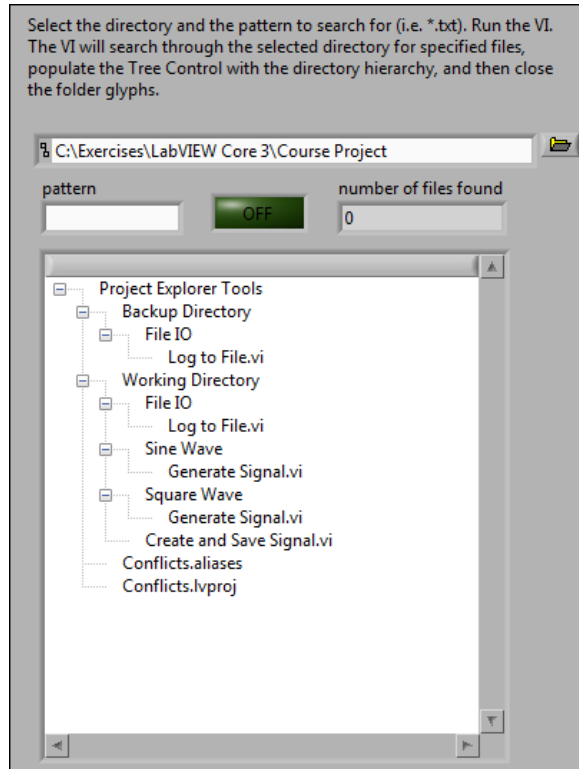 Select the directory and the pattern to search for (i.e. *.txt). Run the VI.
The VI will search through the selected directory for specified files,
populate the Tree Control with the directory hierarchy, and then close
the folder glyphs.
C:\Exercises\LabVIEW Core 3\Course Project
pattern
number of files found
OFF
0
Project Explorer Tools
Backup Directory
File IO
Log to File.vi
Working Directory
File IO
Log to File.vi
Sine Wave
Generate Signal.vi
Square Wave
Generate Signal.vi
Create and Save Signal.vi
Conflicts.aliases
Conflicts.lvproj